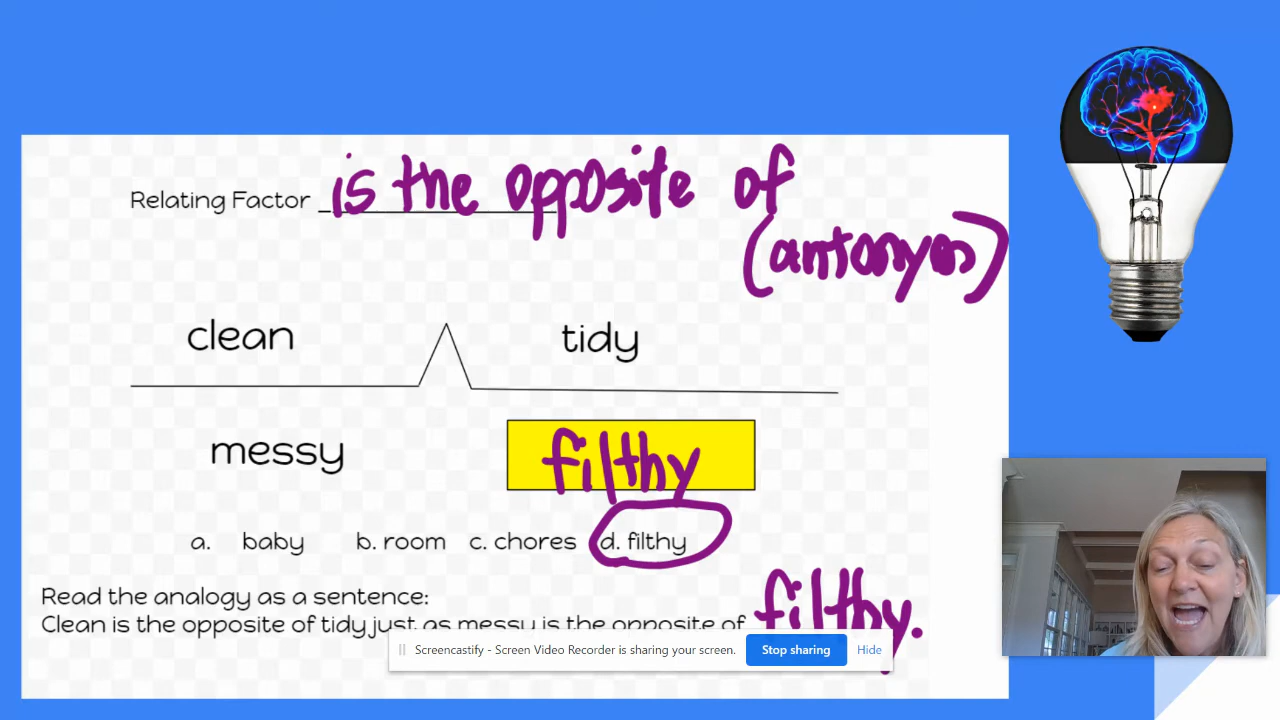 Relating Factor _ is the opposite of
(antonym)
clean tidy
messy filthy
a. baby b. room c. chores d. filthy
Read the analogy as a sentence:
Clean is the opposite of tidy just as messy is the opposite of filthy.
Screencastify - Screen Video Recorder is sharing your screen. Stop sharing Hide